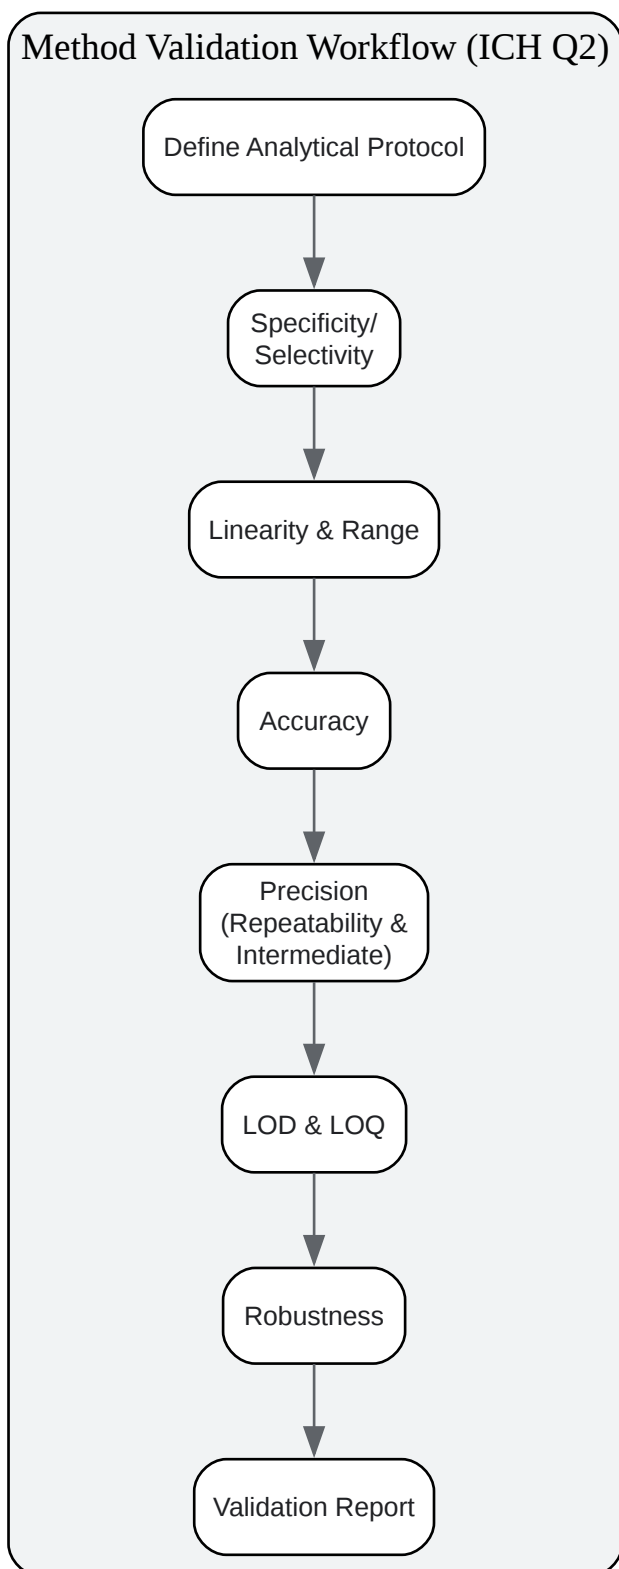 Method Validation Workflow (ICH Q2)
Define Analytical Protocol
Specificity/
Selectivity
Linearity & Range
Accuracy
Precision
(Repeatability &
Intermediate)
LOD & LOQ
Robustness
Validation Report